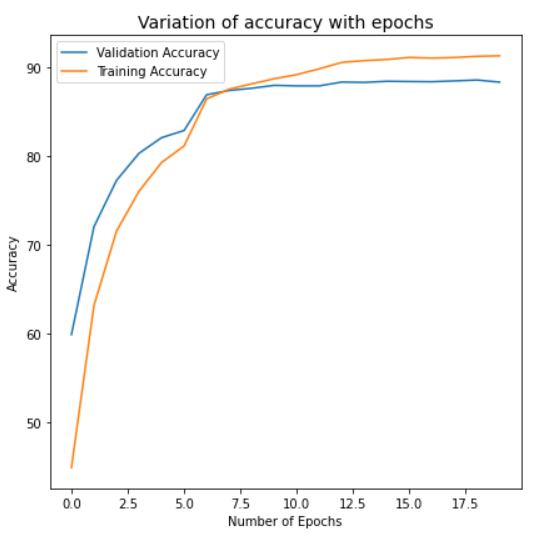 Variation of accuracy with epochs
Validation Accuracy
Training Accuracy
90
80
70
60
50
Accuracy
0.0 2.5 5.0 7.5 10.0 12.5 15.0 17.5
Number of Epochs